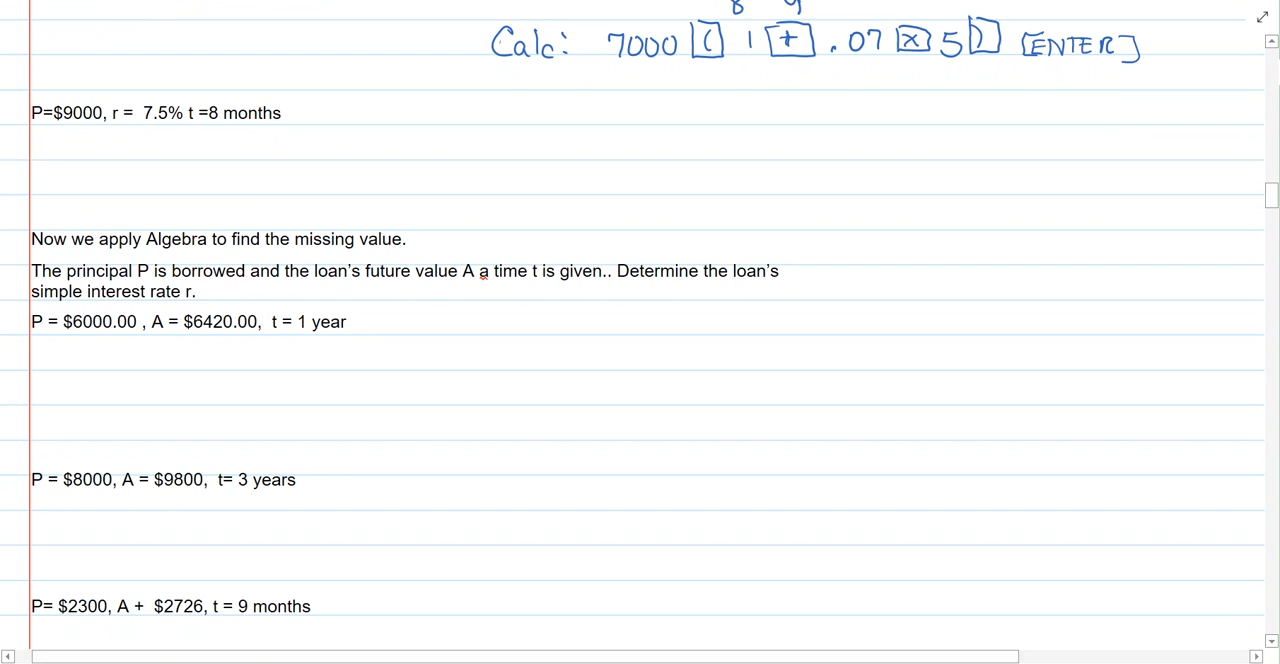 Calc: 7000 ( 1 + .07 x 5 ) [ENTER]
P=$9000, r = 7.5% t =8 months
Now we apply Algebra to find the missing value.
The principal P is borrowed and the loan’s future value A a time t is given.. Determine the loan’s
simple interest rate r.
P = $6000.00 , A = $6420.00, t = 1 year
P = $8000, A = $9800, t= 3 years
P= $2300, A + $2726, t = 9 months